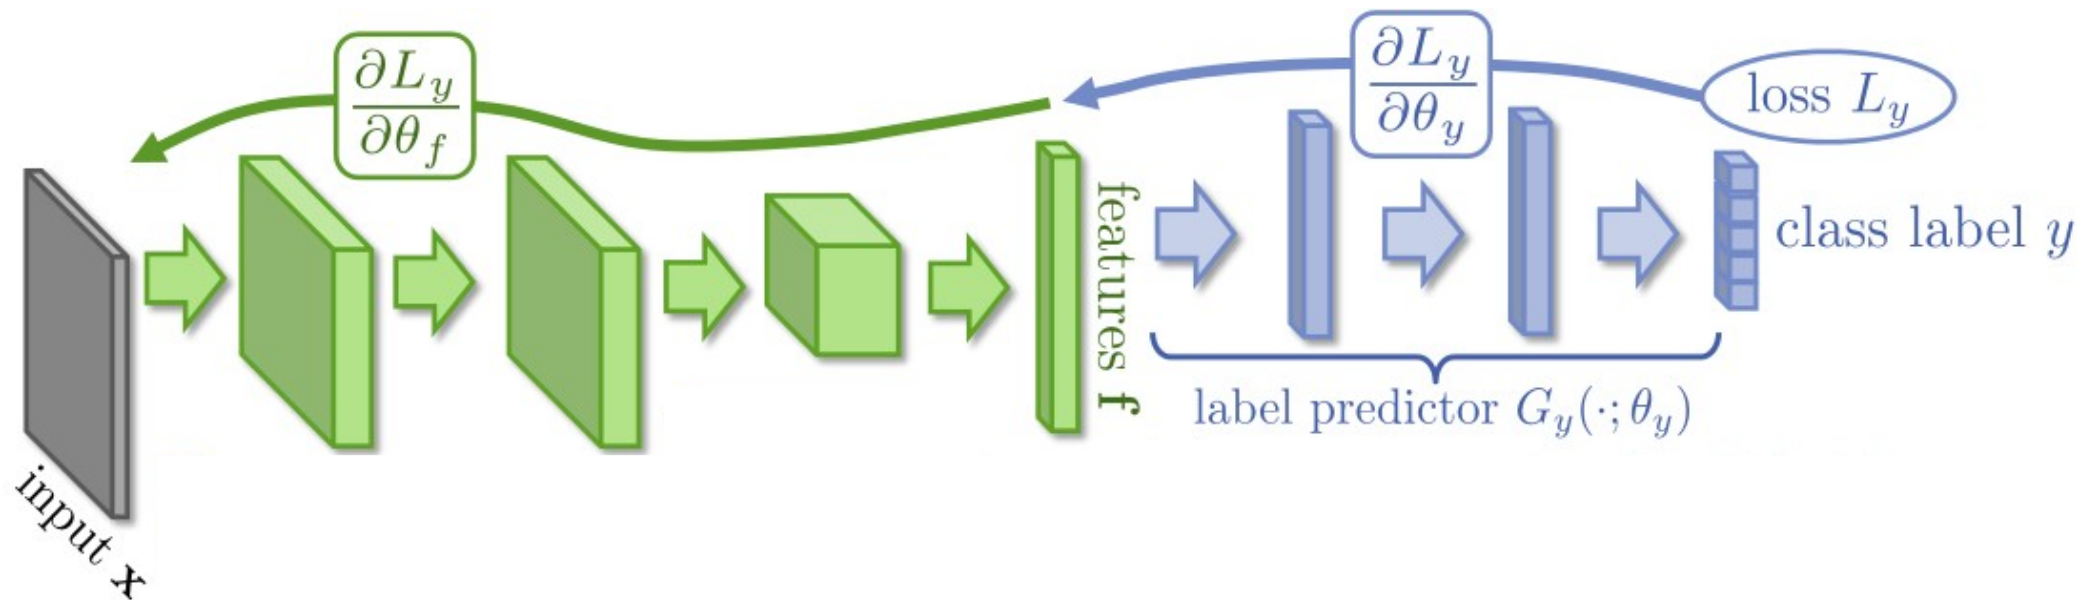 ∂L_y
∂θ_f
∂L_y
∂θ_y
loss L_y
input x
features f
class label y
label predictor G_y(·; θ_y)